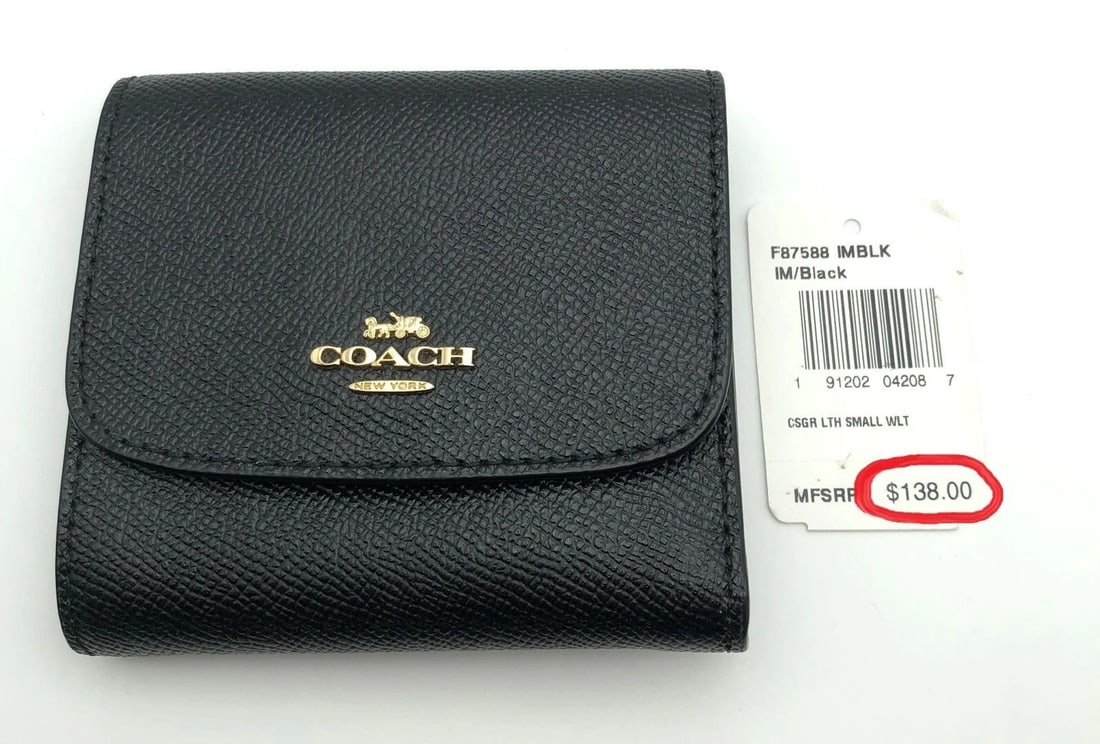 COACH
NEW YORK
F87588 IMBLK
IM/Black
1 91202 04208 7
CSGR LTH SMALL WLT
MFSRP $138.00